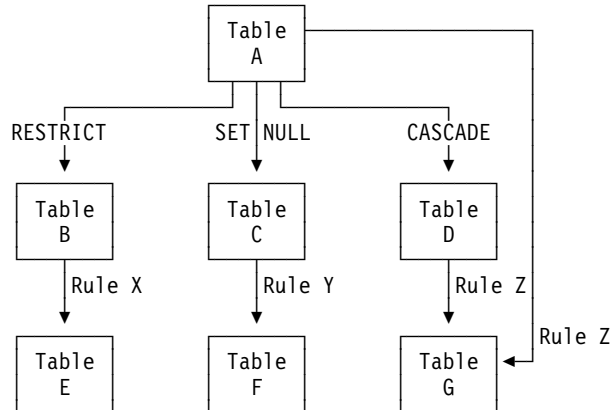 Table
A
RESTRICT
SET NULL
CASCADE
Table
B
Table
C
Table
D
Rule X
Rule Y
Rule Z
Rule Z
Table
E
Table
F
Table
G